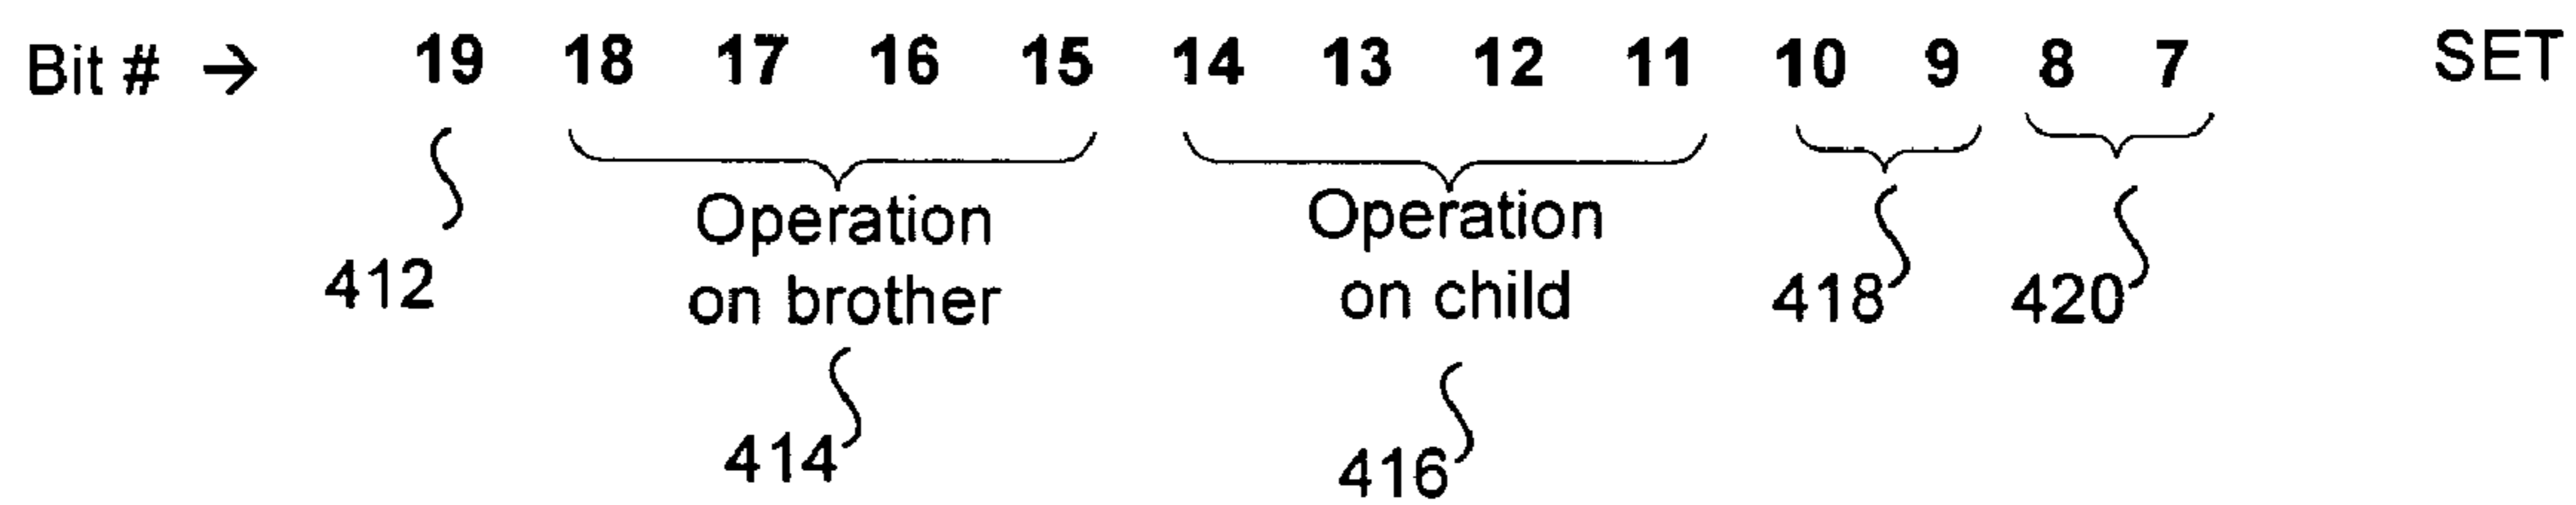 Bit # → 19 18 17 16 15 14 13 12 11 10 9 8 7 SET
Operation Operation
412 on brother on child 418 420
414 416